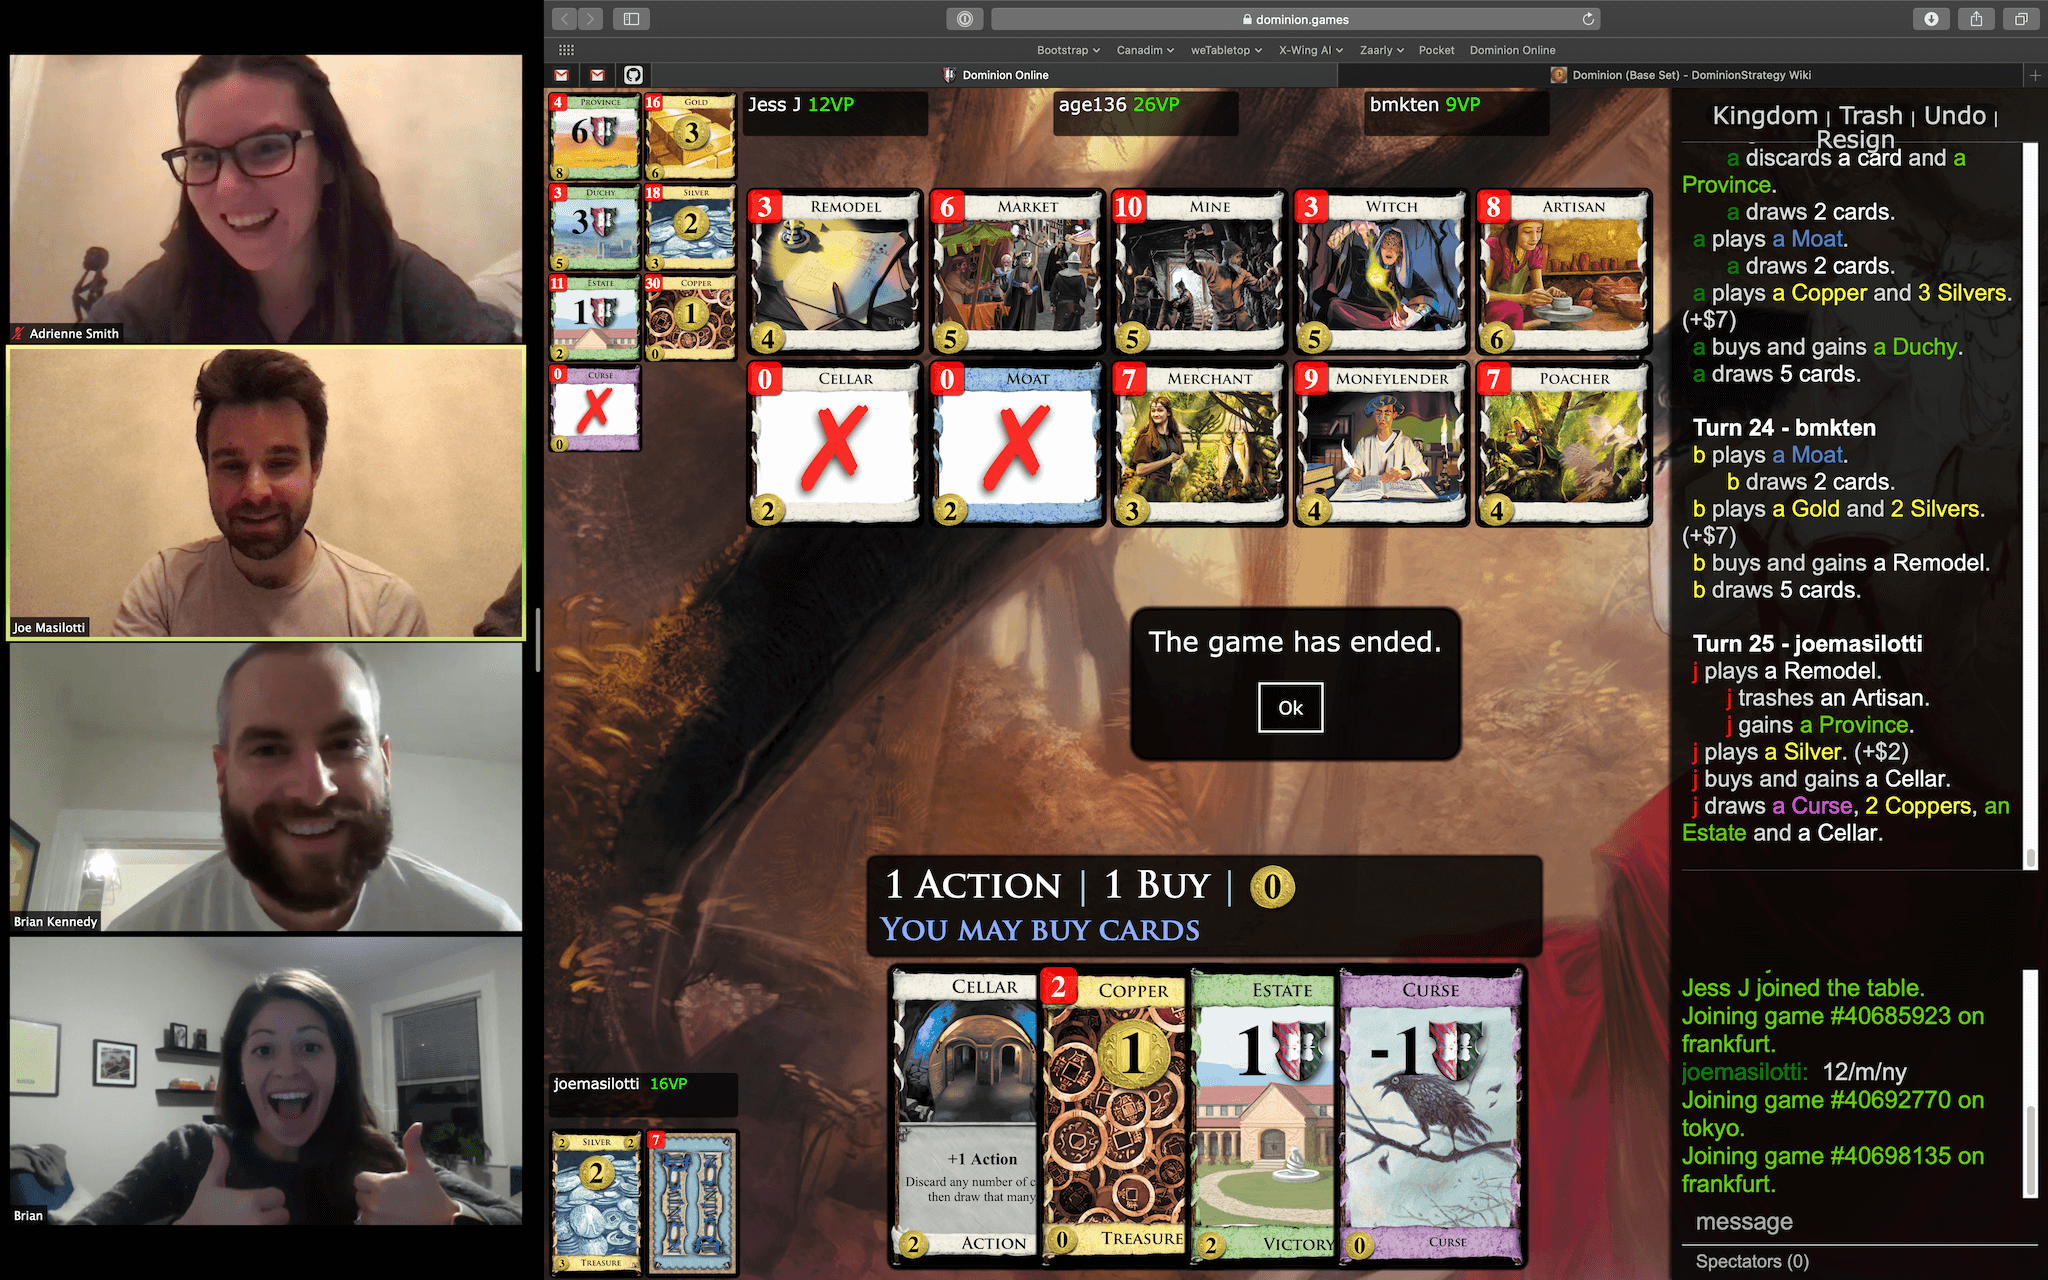 dominion.games
Bootstrap
Canadim
weTabletop
X-Wing AI
Zaarly
Pocket
Dominion Online
Dominion Online
Dominion (Base Set) - DominionStrategy Wiki
Adrienne Smith
Joe Masilotti
Brian Kennedy
Brian
4 PROVINCE
6
8
16 GOLD
3
6
3 DUCHY
3
5
18 SILVER
2
3
11 ESTATE
1
2
30 COPPER
1
0
0 CURSE
0
Jess J 12VP
age136 26VP
bmkten 9VP
3 REMODEL
4
6 MARKET
5
10 MINE
5
3 WITCH
5
8 ARTISAN
6
0 CELLAR
2
0 MOAT
2
7 MERCHANT
3
9 MONEYLENDER
4
7 POACHER
4
The game has ended.
Ok
1 ACTION | 1 BUY | 0
YOU MAY BUY CARDS
joemasilotti 16VP
2 SILVER 2
2
3 TREASURE
7
CELLAR
+1 Action
Discard any number of c
then draw that many
2 ACTION
2 COPPER
1
0 TREASURE
ESTATE
1
2 VICTORY
CURSE
-1
0 CURSE
Kingdom | Trash | Undo |
Resign
a discards a card and a
Province.
a draws 2 cards.
a plays a Moat.
a draws 2 cards.
a plays a Copper and 3 Silvers.
(+$7)
a buys and gains a Duchy.
a draws 5 cards.
Turn 24 - bmkten
b plays a Moat.
b draws 2 cards.
b plays a Gold and 2 Silvers.
(+$7)
b buys and gains a Remodel.
b draws 5 cards.
Turn 25 - joemasilotti
j plays a Remodel.
j trashes an Artisan.
j gains a Province.
j plays a Silver. (+$2)
j buys and gains a Cellar.
j draws a Curse, 2 Coppers, an
Estate and a Cellar.
Jess J joined the table.
Joining game #40685923 on
frankfurt.
joemasilotti: 12/m/ny
Joining game #40692770 on
tokyo.
Joining game #40698135 on
frankfurt.
message
Spectators (0)